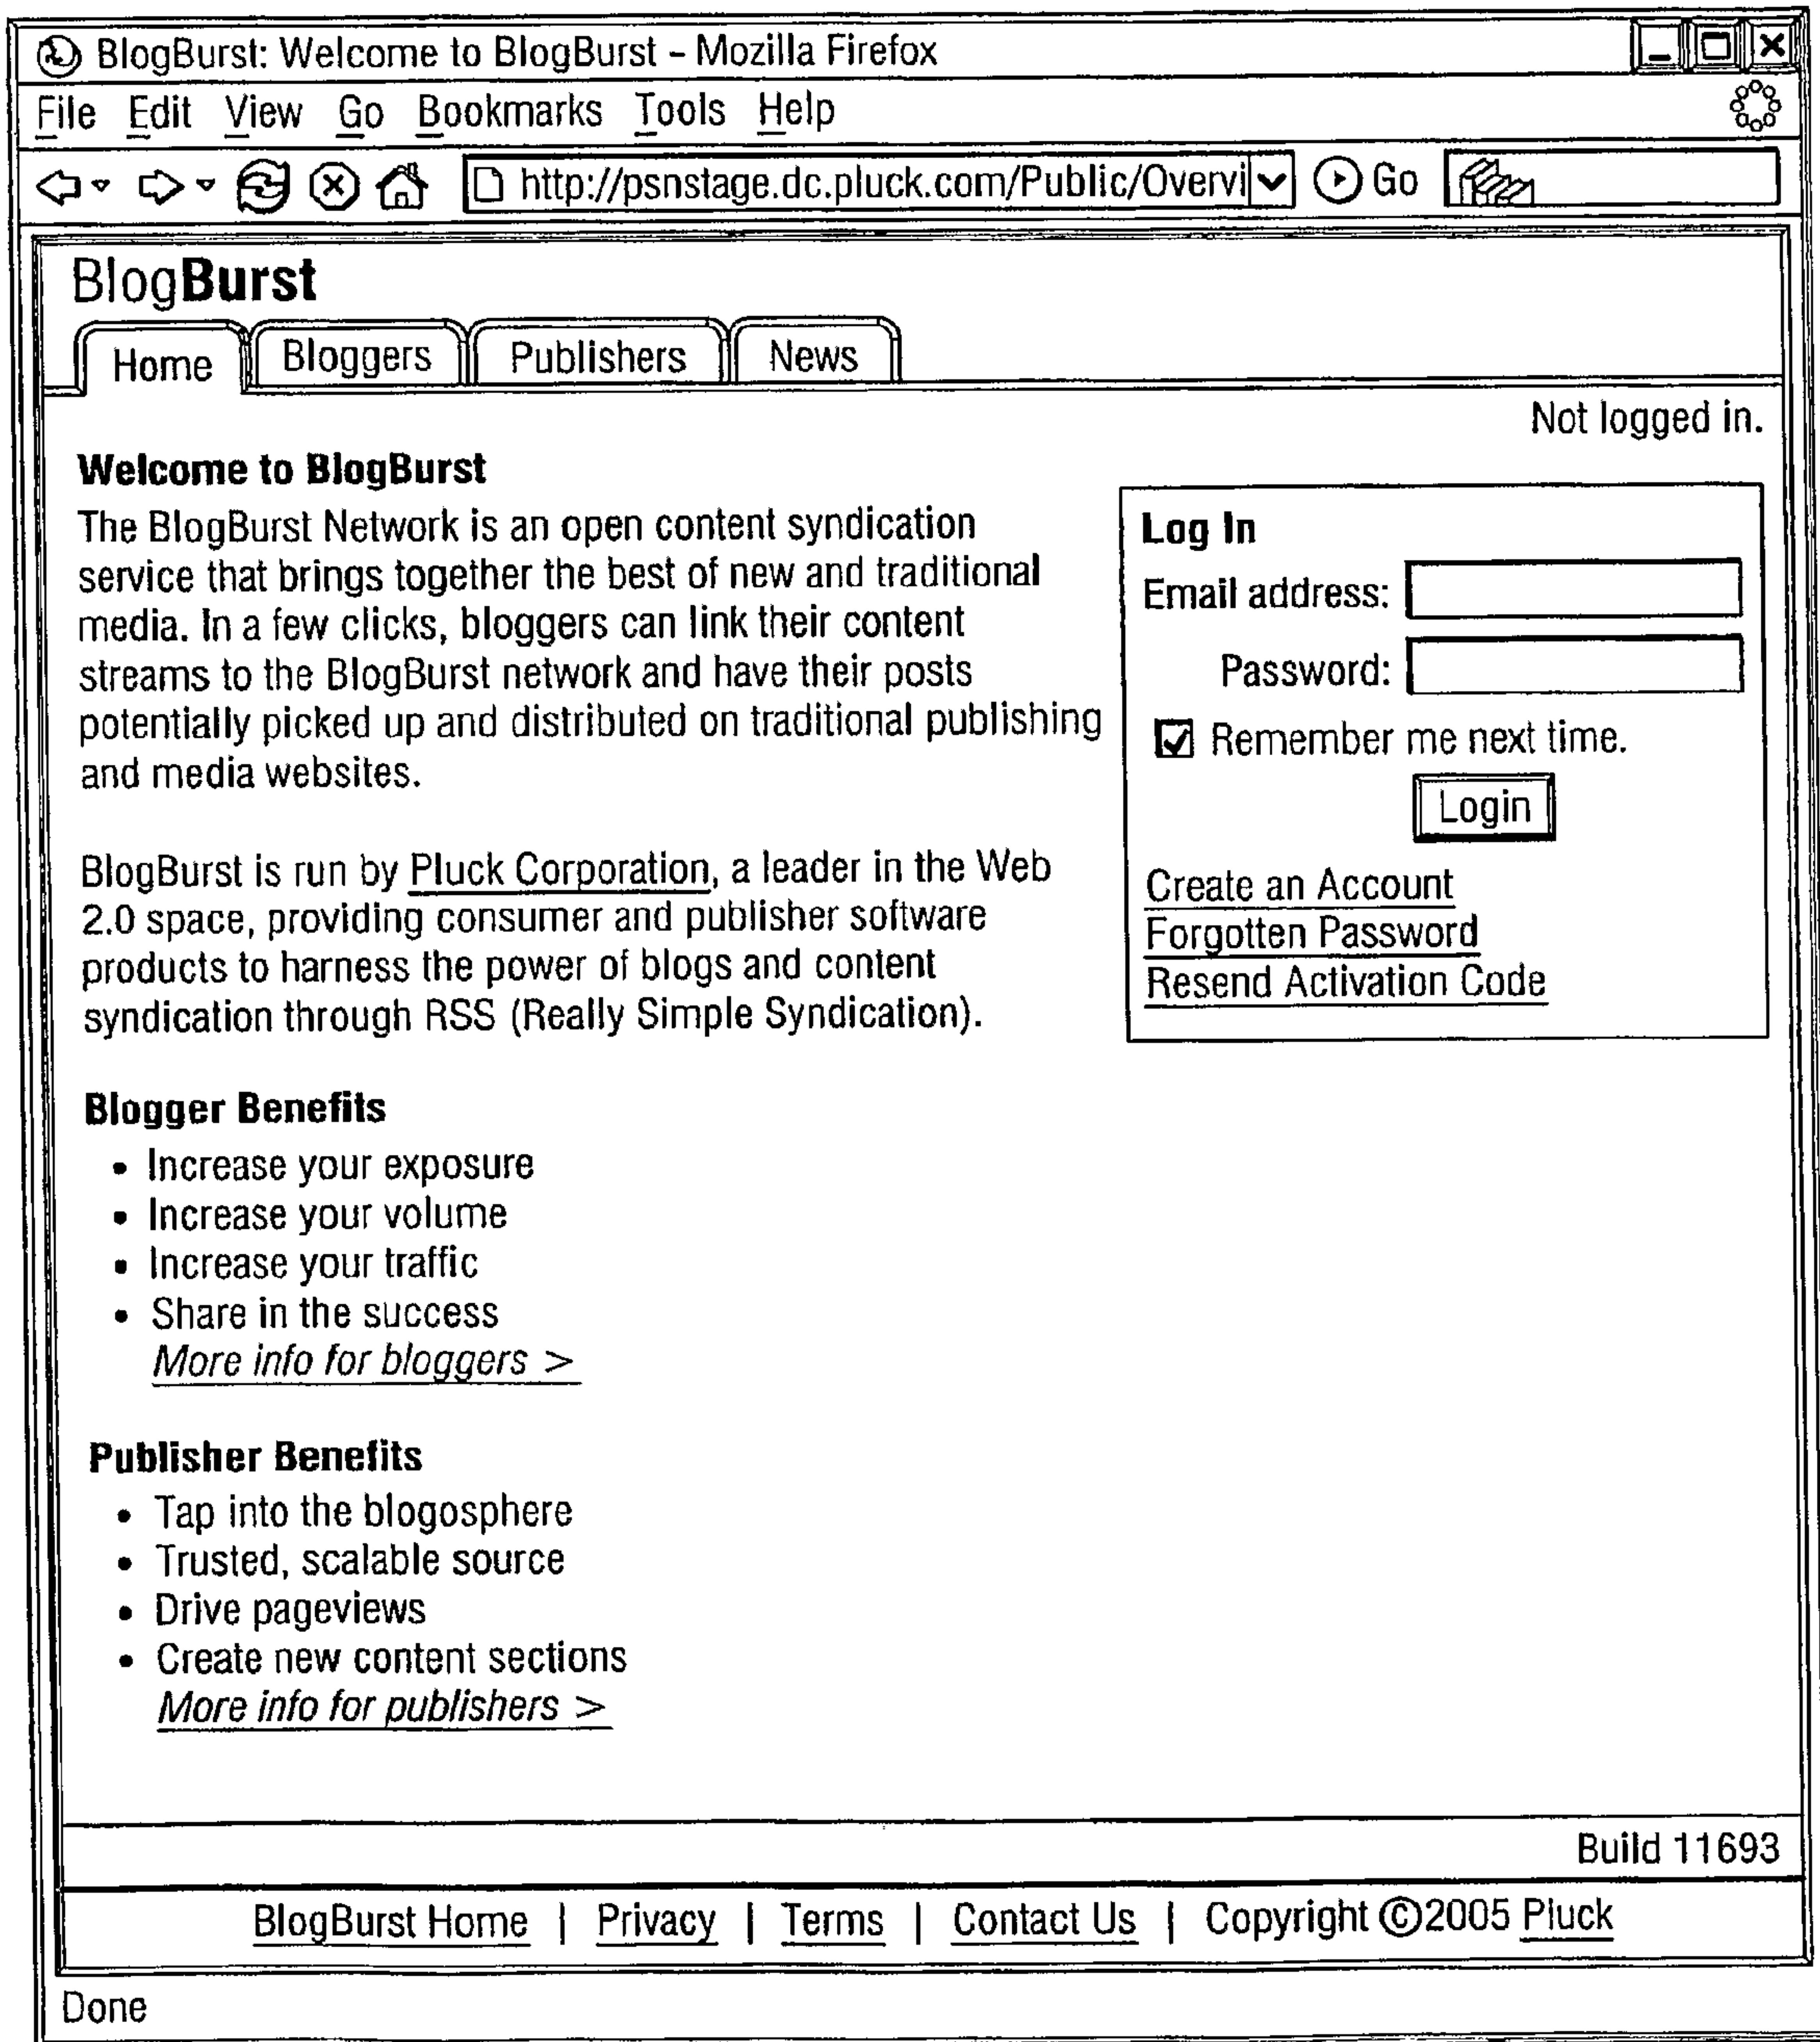 BlogBurst: Welcome to BlogBurst - Mozilla Firefox
File Edit View Go Bookmarks Tools Help
http://psnstage.dc.pluck.com/Public/Overvi Go
BlogBurst
Home Bloggers Publishers News
Not logged in.
Welcome to BlogBurst
The BlogBurst Network is an open content syndication
service that brings together the best of new and traditional
media. In a few clicks, bloggers can link their content
streams to the BlogBurst network and have their posts
potentially picked up and distributed on traditional publishing
and media websites.
BlogBurst is run by Pluck Corporation, a leader in the Web
2.0 space, providing consumer and publisher software
products to harness the power of blogs and content
syndication through RSS (Really Simple Syndication).
Log In
Email address:
Password:
Remember me next time.
Login
Create an Account
Forgotten Password
Resend Activation Code
Blogger Benefits
• Increase your exposure
• Increase your volume
• Increase your traffic
• Share in the success
More info for bloggers >
Publisher Benefits
• Tap into the blogosphere
• Trusted, scalable source
• Drive pageviews
• Create new content sections
More info for publishers >
Build 11693
BlogBurst Home | Privacy | Terms | Contact Us | Copyright ©2005 Pluck
Done